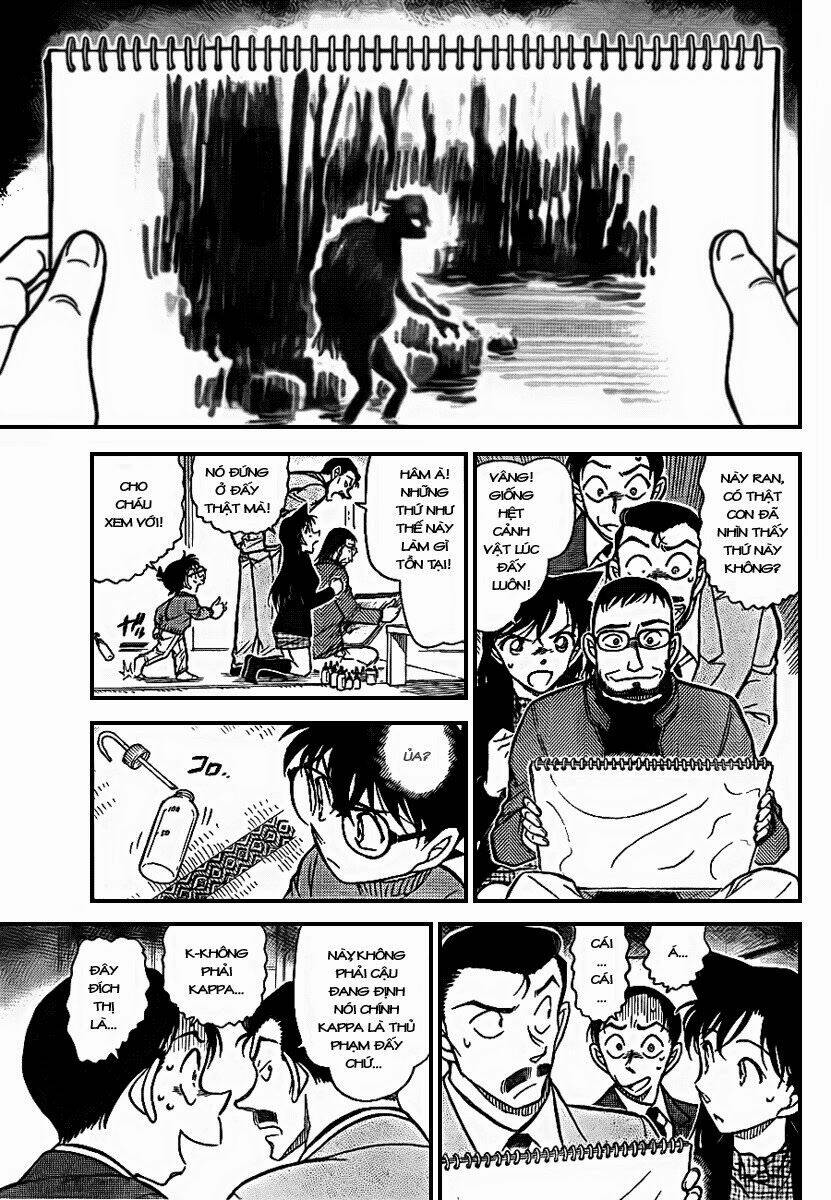 NÀY RAN,
CÓ THẬT
CON ĐÃ
NHÌN THẤY
THỨ NÀY
KHÔNG?
VÂNG!
GIỐNG
HỆT
CẢNH
VẬT LÚC
ĐẤY
LUÔN!
HÂM À!
NHỮNG
THỨ NHƯ
THẾ NÀY
LÀM GÌ
TỒN TẠI!
NÓ ĐỨNG
Ở ĐẤY
THẬT MÀ!
CHO
CHÁU
XEM VỚI!
ỦA?
コロ..
Á...
CÁI
...
CÁI
...
NÀY KHÔNG
PHẢI CẬU
ĐANG ĐỊNH
NÓI CHÍNH
KAPPA LÀ THỦ
PHẠM ĐẤY
CHỨ...
K-KHÔNG
PHẢI
KAPPA...
ĐÂY
ĐÍCH
THỊ
LÀ...